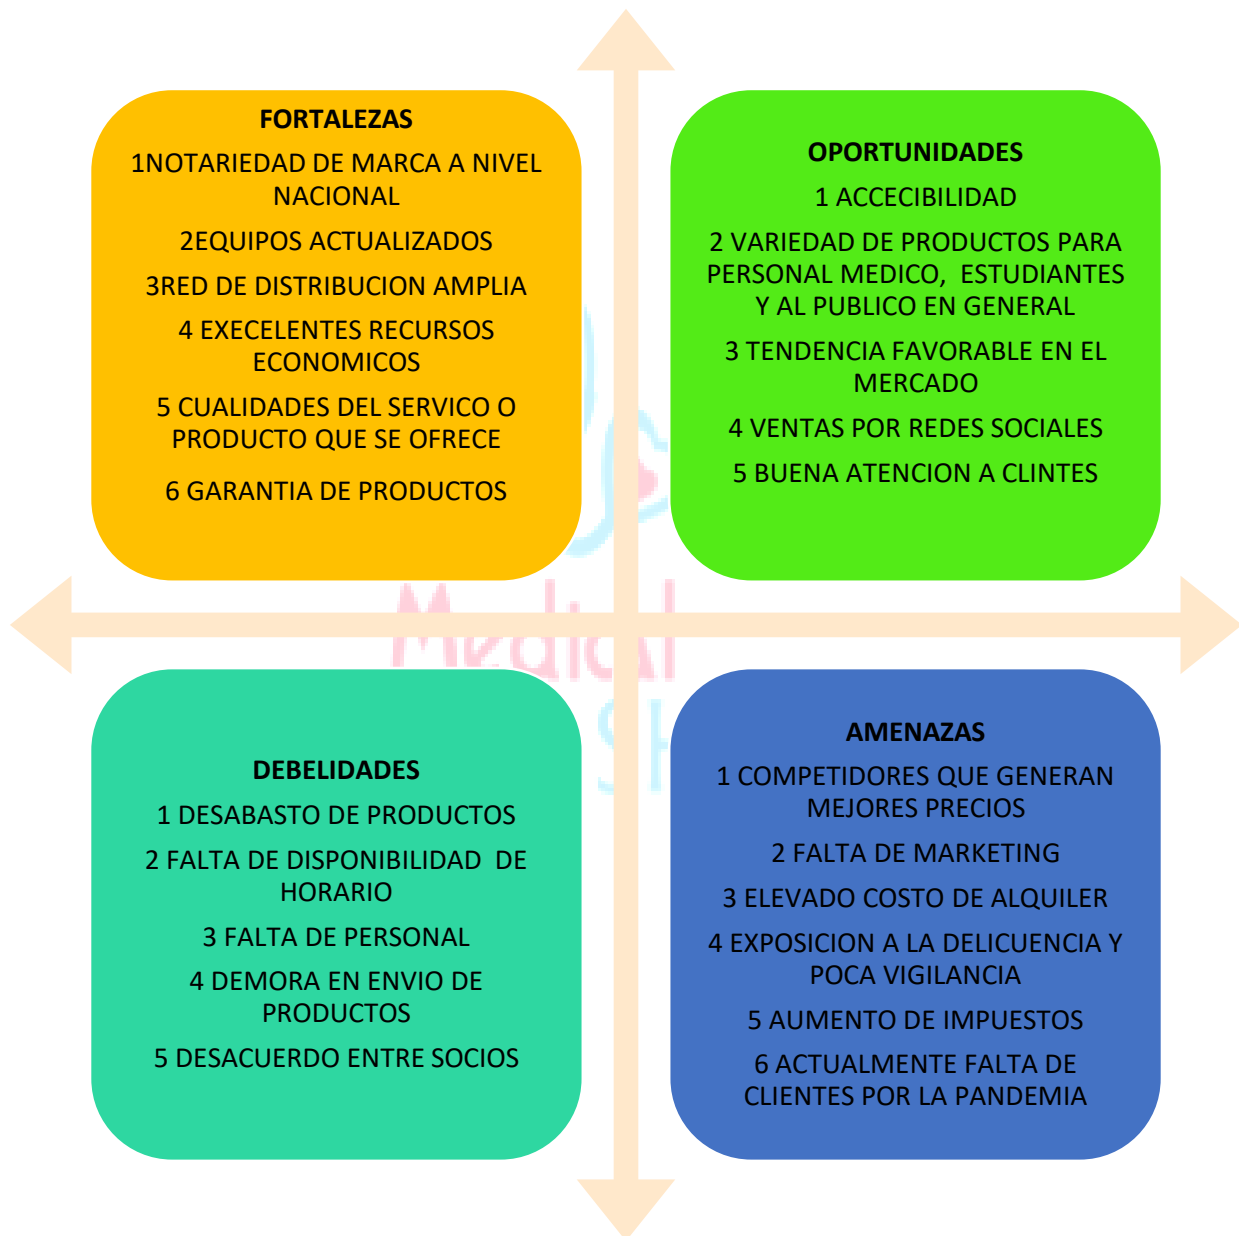 FORTALEZAS
1NOTARIEDAD DE MARCA A NIVEL
NACIONAL
2EQUIPOS ACTUALIZADOS
3RED DE DISTRIBUCION AMPLIA
4 EXECELENTES RECURSOS
ECONOMICOS
5 CUALIDADES DEL SERVICO O
PRODUCTO QUE SE OFRECE
6 GARANTIA DE PRODUCTOS
OPORTUNIDADES
1 ACCECIBILIDAD
2 VARIEDAD DE PRODUCTOS PARA
PERSONAL MEDICO,  ESTUDIANTES
Y AL PUBLICO EN GENERAL
3 TENDENCIA FAVORABLE EN EL
MERCADO
4 VENTAS POR REDES SOCIALES
5 BUENA ATENCION A CLINTES
Medical
DEBELIDADES
1 DESABASTO DE PRODUCTOS
2 FALTA DE DISPONIBILIDAD  DE
HORARIO
3 FALTA DE PERSONAL
4 DEMORA EN ENVIO DE
PRODUCTOS
5 DESACUERDO ENTRE SOCIOS
AMENAZAS
1 COMPETIDORES QUE GENERAN
MEJORES PRECIOS
2 FALTA DE MARKETING
3 ELEVADO COSTO DE ALQUILER
4 EXPOSICION A LA DELICUENCIA Y
POCA VIGILANCIA
5 AUMENTO DE IMPUESTOS
6 ACTUALMENTE FALTA DE
CLIENTES POR LA PANDEMIA